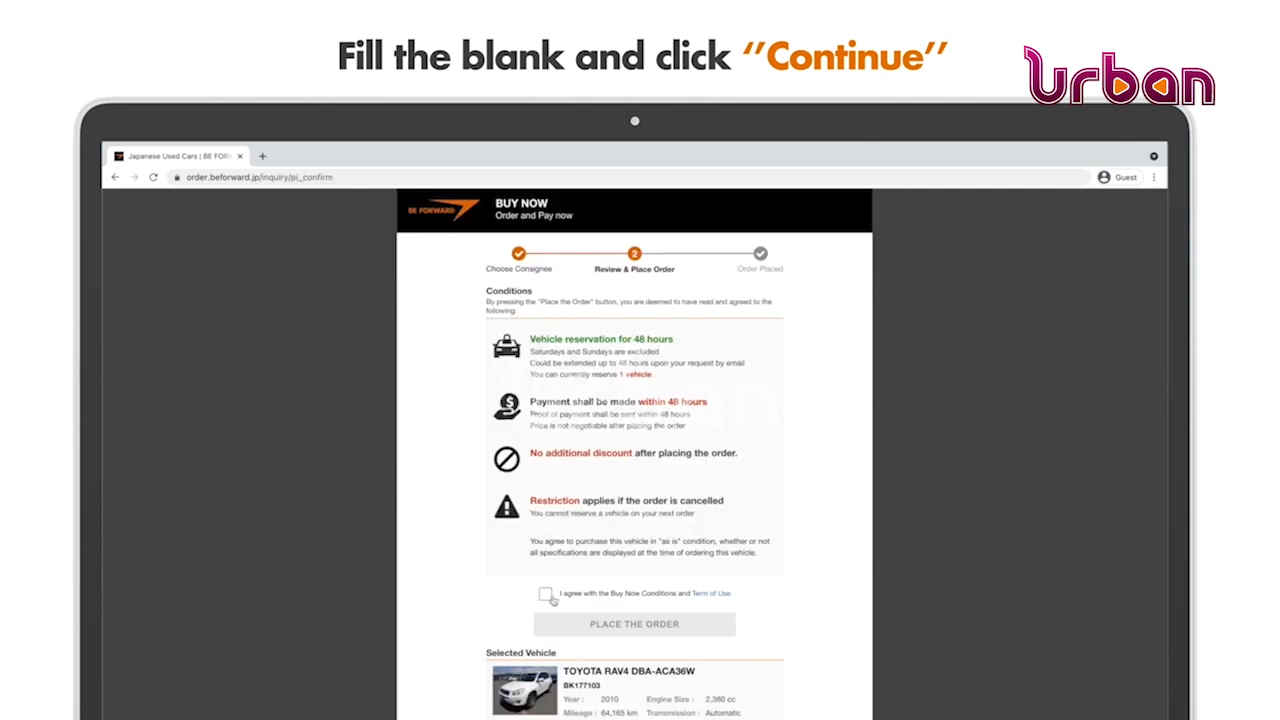 Fill the blank and click ‘’Continue’’
urban
Japanese Used Cars | BE FORW
order.beforward.jp/inquiry/pi_confirm
Guest
BE FORWARD
BUY NOW
Order and Pay now
2
Choose Consignee
Review & Place Order
Order Placed
Conditions
By pressing the "Place the Order" button, you are deemed to have read and agreed to the
following:
Vehicle reservation for 48 hours
Saturdays and Sundays are excluded
Could be extended up to 48 hours upon your request by email
You can currently reserve 1 vehicle
Payment shall be made within 48 hours
Proof of payment shall be sent within 48 hours
Price is not negotiable after placing the order
No additional discount after placing the order.
Restriction applies if the order is cancelled
You cannot reserve a vehicle on your next order
You agree to purchase this vehicle in "as is" condition, whether or not
all specifications are displayed at the time of ordering this vehicle.
I agree with the Buy Now Conditions and Term of Use
PLACE THE ORDER
Selected Vehicle
TOYOTA RAV4 DBA-ACA36W
BK177103
Year : 2010 Engine Size : 2,360 cc
Mileage : 64,165 km Transmission : Automatic